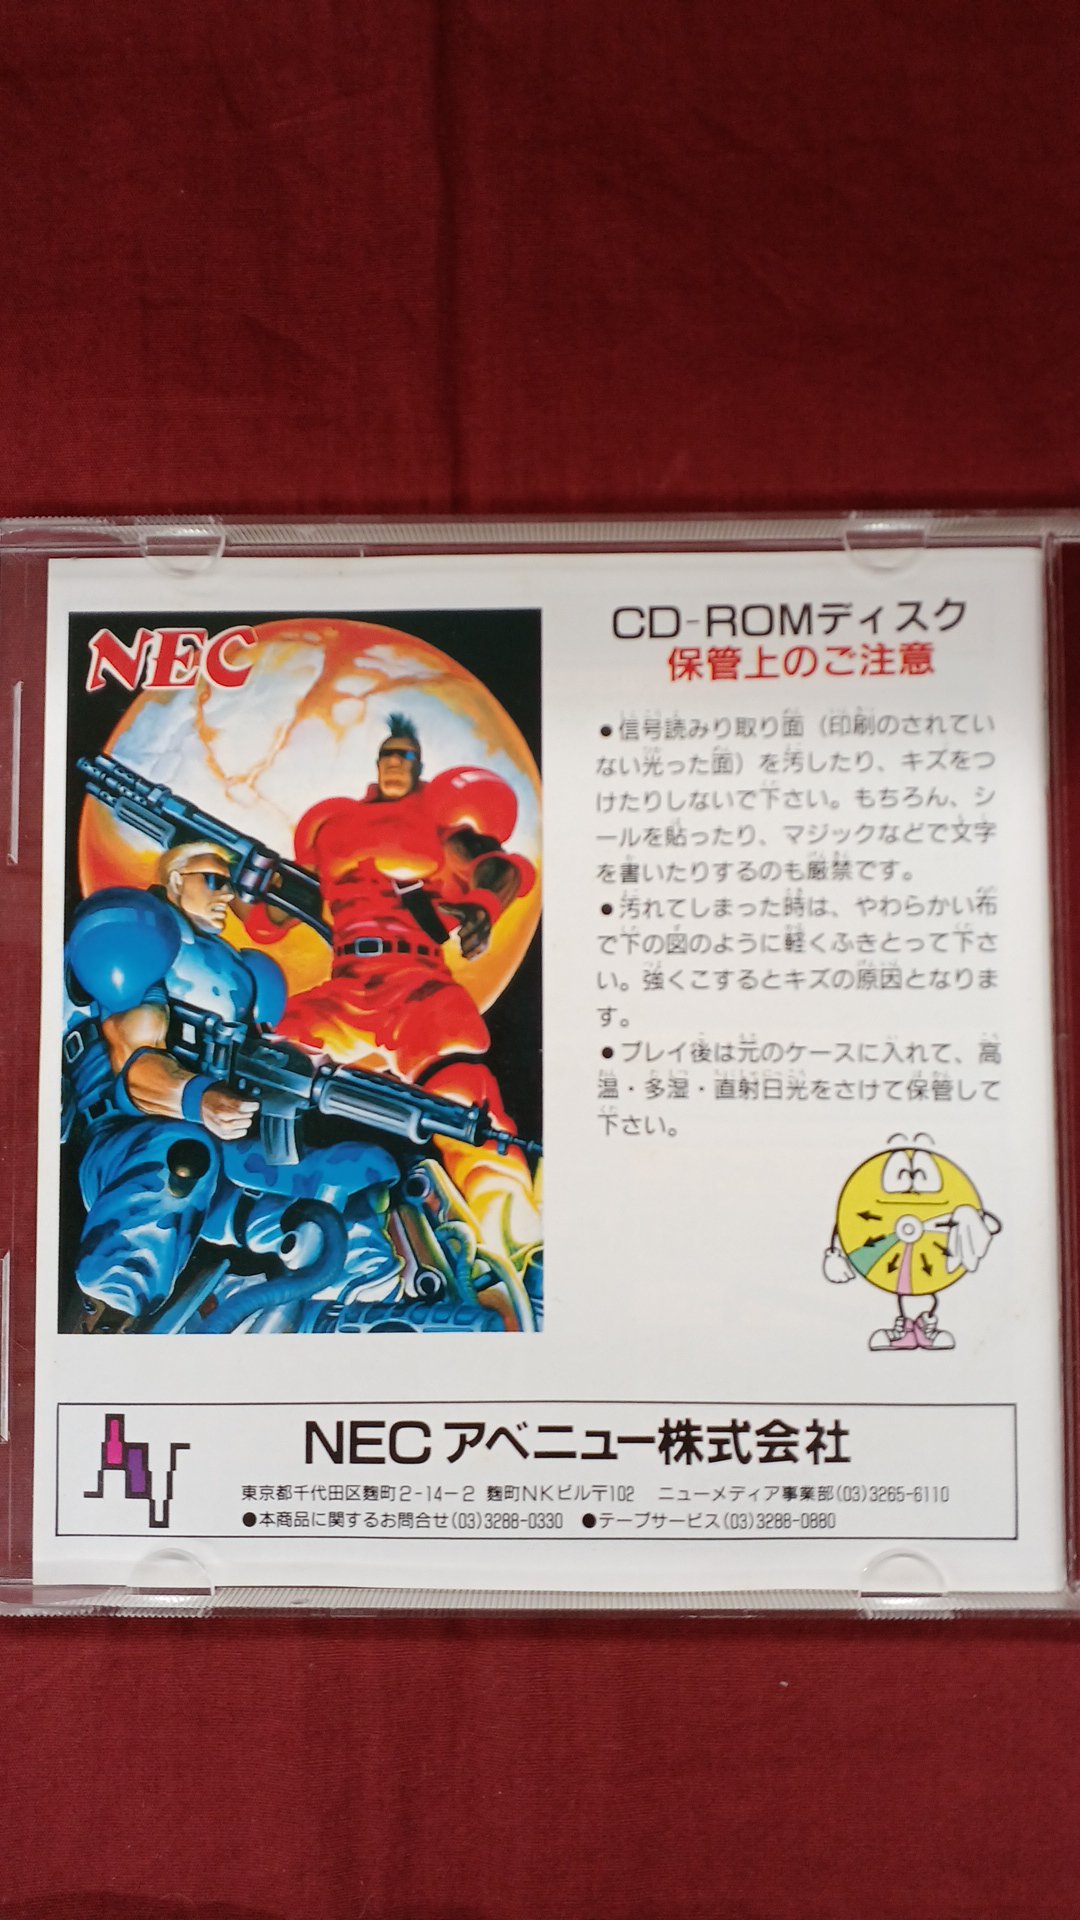 NEC
CD-ROMディスク
保管上のご注意
●信号読みり取り面（印刷のされてい
ない光った面）を汚したり、キズをつ
けたりしないで下さい。もちろん、シ
ールを貼ったり、マジックなどで文字
を書いたりするのも厳禁です。
●汚れてしまった時は、やわらかい布
で下の図のように軽くふきとって下さ
い。強くこするとキズの原因となりま
す。
●プレイ後は元のケースに入れて、高
温・多湿・直射日光をさけて保管して
下さい。
NECアベニュー株式会社
東京都千代田区麴町2-14-2 麴町NKビル〒102 ニューメディア事業部(03)3265-6110
●本商品に関するお問合せ(03)3288-0330 ●テープサービス(03)3288-0880